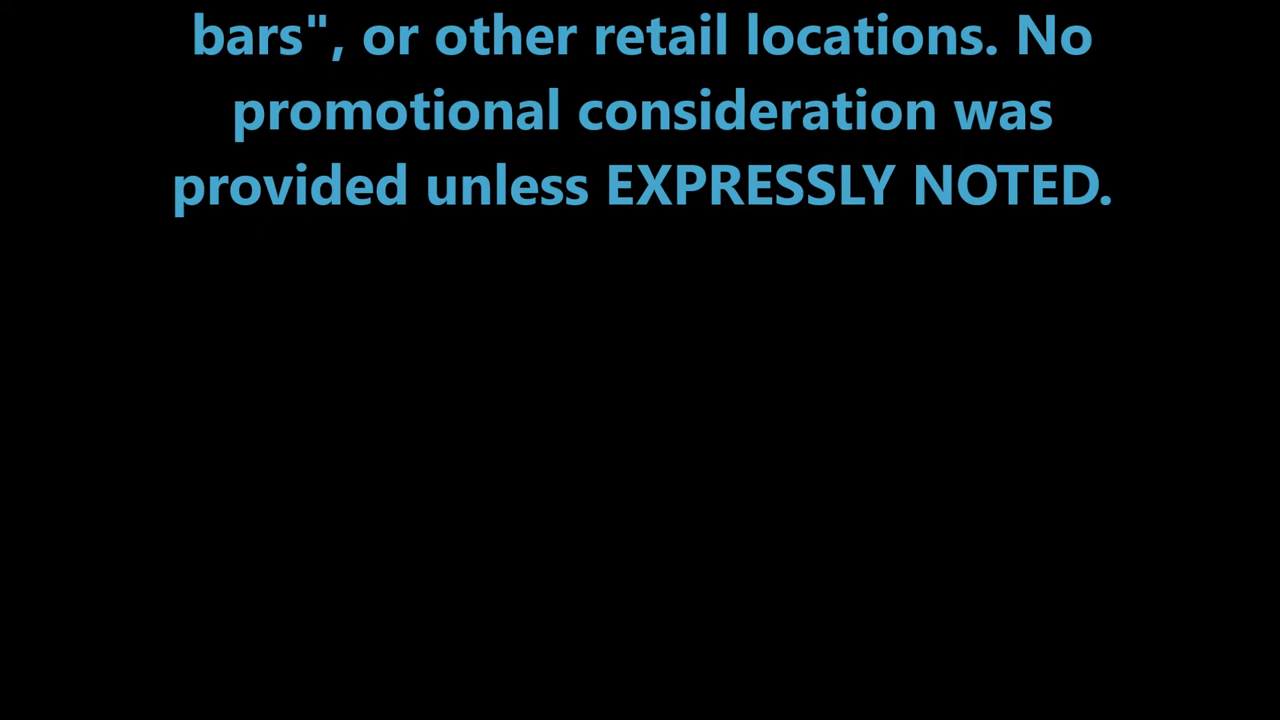 bars", or other retail locations. No
promotional consideration was
provided unless EXPRESSLY NOTED.